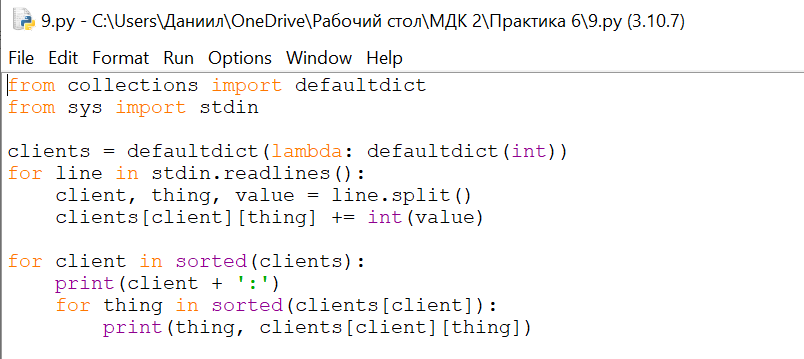 9.py - C:\Users\Даниил\OneDrive\Рабочий стол\МДК 2\Практика 6\9.py (3.10.7)
File Edit Format Run Options Window Help
from collections import defaultdict
from sys import stdin

clients = defaultdict(lambda: defaultdict(int))
for line in stdin.readlines():
    client, thing, value = line.split()
    clients[client][thing] += int(value)

for client in sorted(clients):
    print(client + ':')
    for thing in sorted(clients[client]):
        print(thing, clients[client][thing])